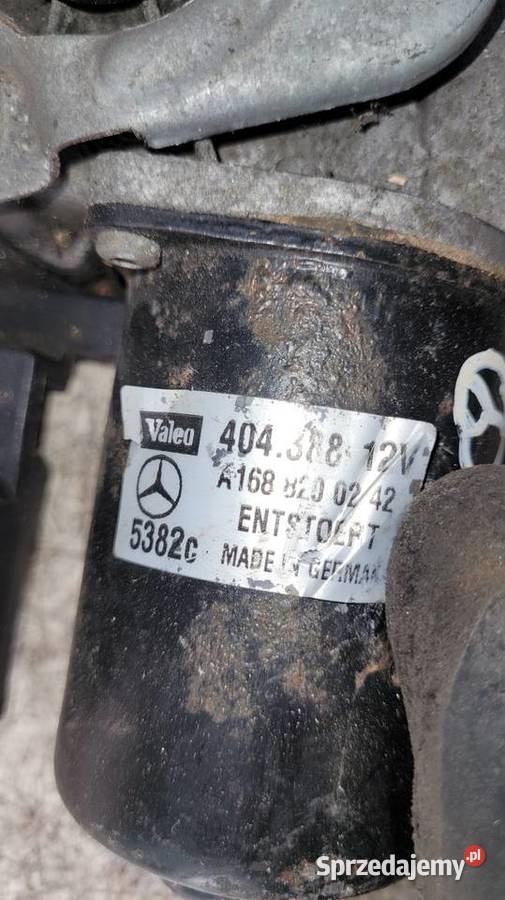 Valeo 404.388 12V
A168 820 02 42
ENTSTOERT
5382c MADE IN GERMAN
Sprzedajemy.pl